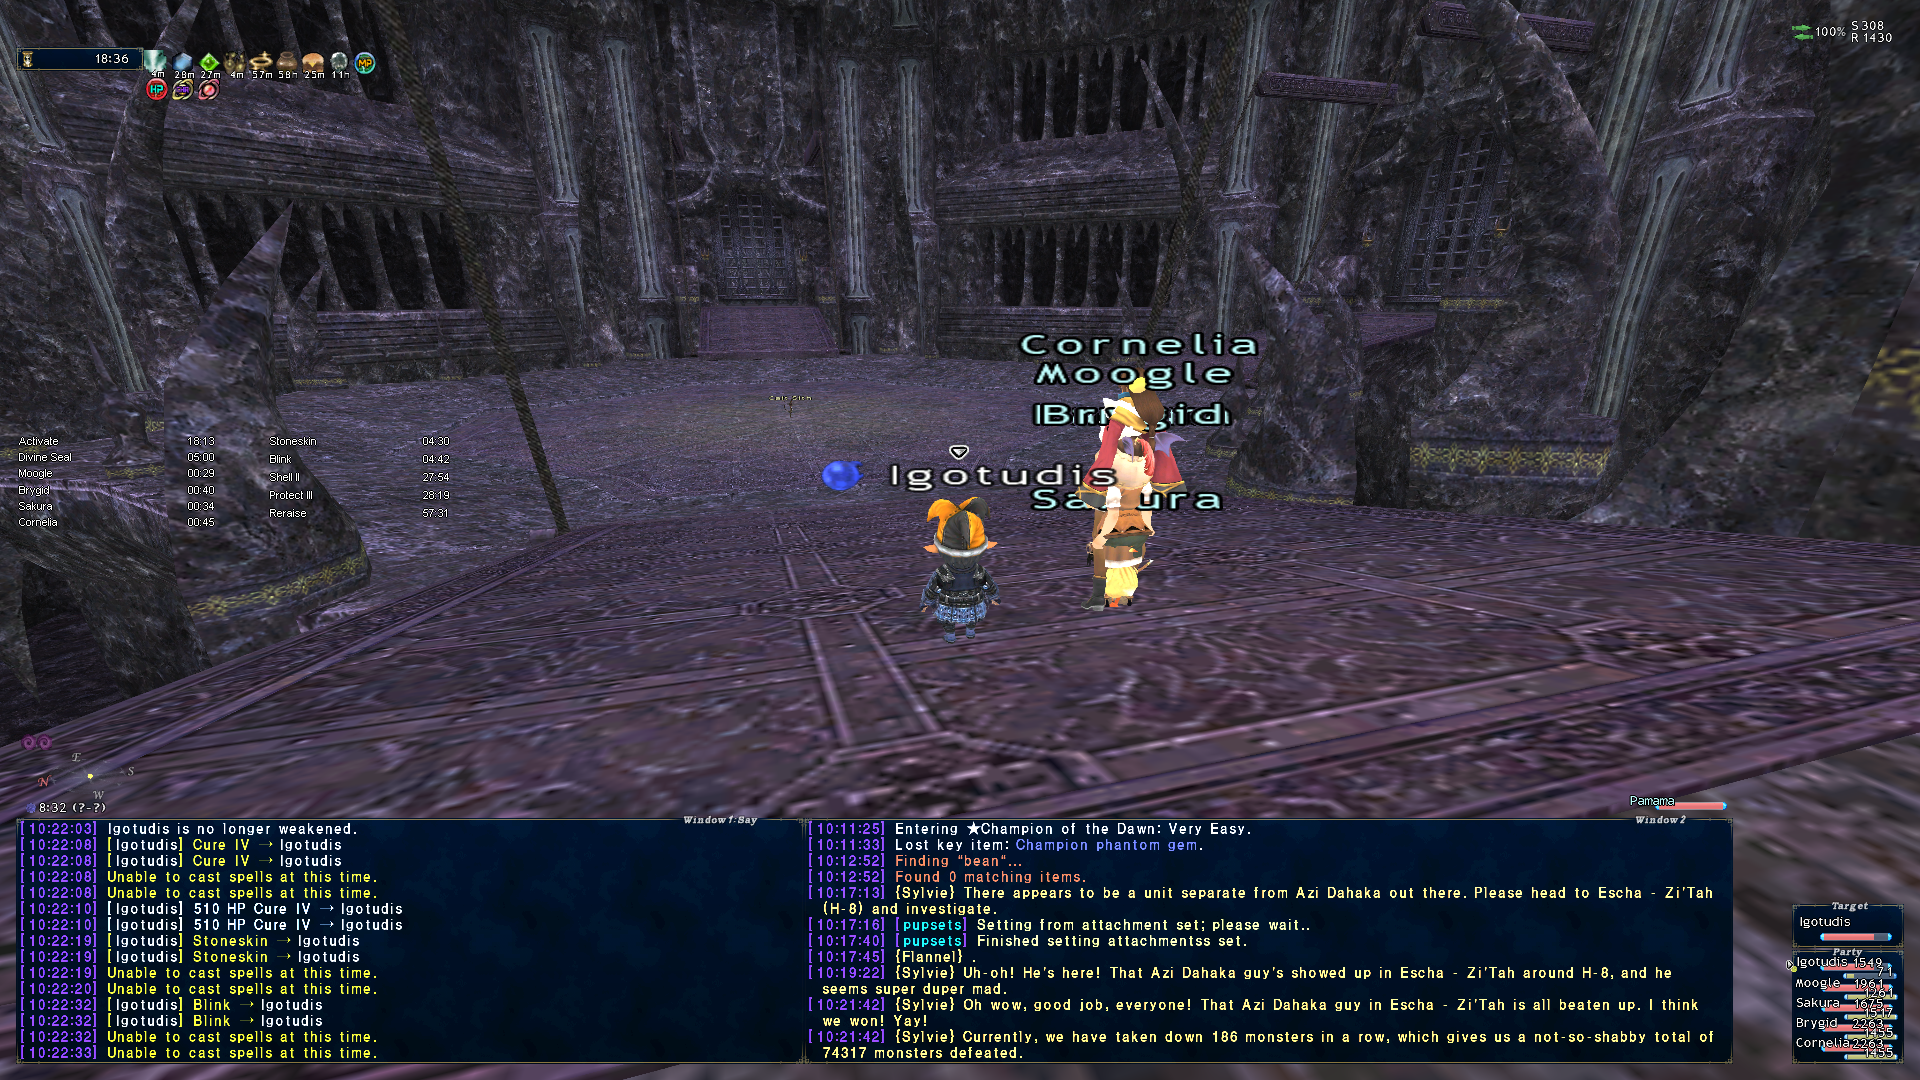 18:36
4m 28m 27m 4m 57m 58m 25m 11h MP
HP
100% S 308
R 1430
Cornelia
Moogle
Brygid
Igotudis
Sakura
Activate 18:13
Divine Seal 05:00
Moogle 00:29
Brygid 00:40
Sakura 00:34
Cornelia 00:45
Stoneskin 04:30
Blink 04:42
Shell II 27:54
Protect III 28:19
Reraise 57:31
E
N S
W
8:32 (?-?)
Window1:Say
[10:22:03] Igotudis is no longer weakened.
[10:22:08] [Igotudis] Cure IV → Igotudis
[10:22:08] [Igotudis] Cure IV → Igotudis
[10:22:08] Unable to cast spells at this time.
[10:22:08] Unable to cast spells at this time.
[10:22:10] [Igotudis] 510 HP Cure IV → Igotudis
[10:22:10] [Igotudis] 510 HP Cure IV → Igotudis
[10:22:19] [Igotudis] Stoneskin → Igotudis
[10:22:19] [Igotudis] Stoneskin → Igotudis
[10:22:19] Unable to cast spells at this time.
[10:22:20] Unable to cast spells at this time.
[10:22:32] [Igotudis] Blink → Igotudis
[10:22:32] [Igotudis] Blink → Igotudis
[10:22:32] Unable to cast spells at this time.
[10:22:33] Unable to cast spells at this time.
Pamama
Window2
[10:11:25] Entering ★Champion of the Dawn: Very Easy.
[10:11:33] Lost key item: Champion phantom gem.
[10:12:52] Finding "bean"...
[10:12:52] Found 0 matching items.
[10:17:13] {Sylvie} There appears to be a unit separate from Azi Dahaka out there. Please head to Escha - Zi'Tah
(H-8) and investigate.
[10:17:16] [pupsets] Setting from attachment set; please wait..
[10:17:40] [pupsets] Finished setting attachmentss set.
[10:17:45] {Flannel} .
[10:19:22] {Sylvie} Uh-oh! He's here! That Azi Dahaka guy's showed up in Escha - Zi'Tah around H-8, and he
seems super duper mad.
[10:21:42] {Sylvie} Oh wow, good job, everyone! That Azi Dahaka guy in Escha - Zi'Tah is all beaten up. I think
we won! Yay!
[10:21:42] {Sylvie} Currently, we have taken down 186 monsters in a row, which gives us a not-so-shabby total of
74317 monsters defeated.
Target
Igotudis
Party
Igotudis 1549
71
Moogle 1961
1261
Sakura 1675
1517
Brygid 2263
1455
Cornelia 2263
1455